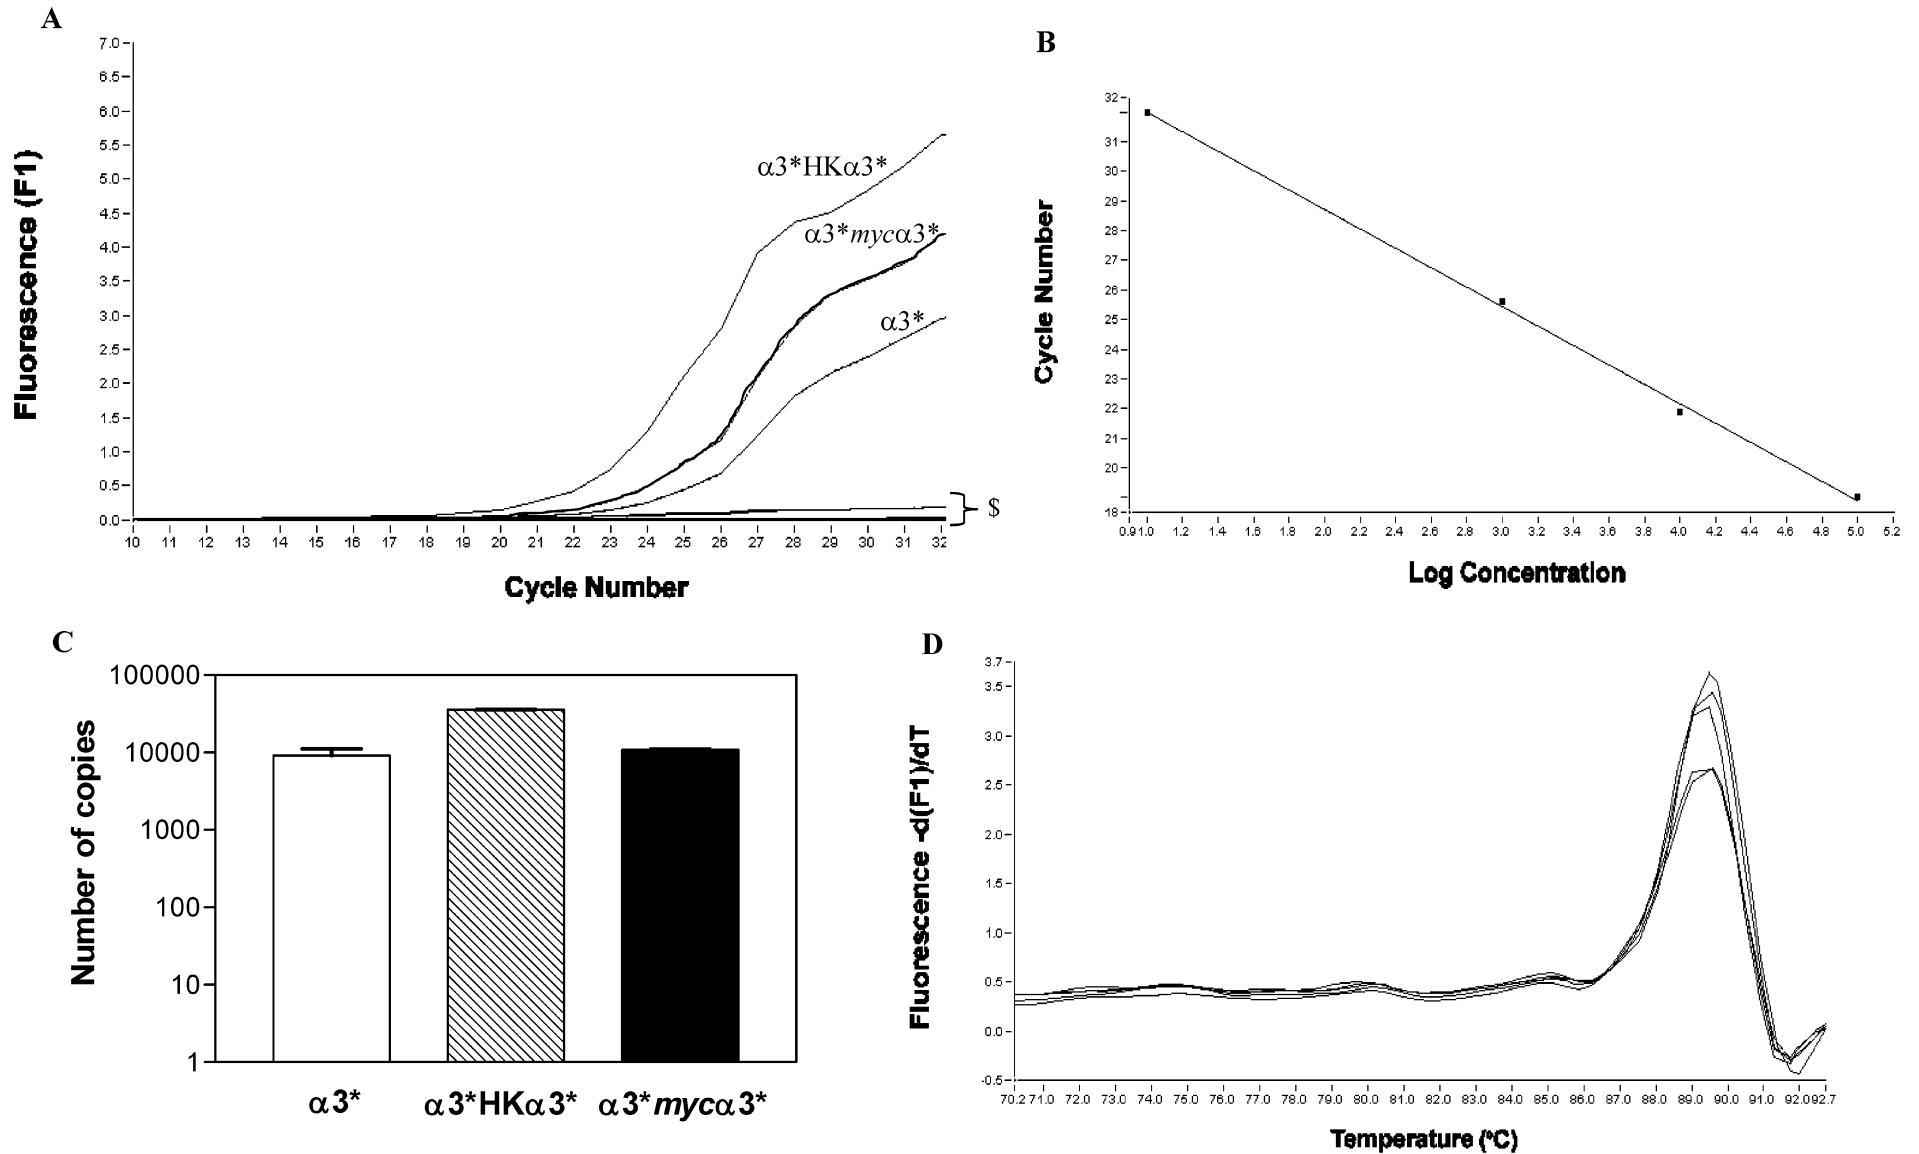 A
Fluorescence (F1)
7.0
6.5
6.0
5.5
5.0
4.5
4.0
3.5
3.0
2.5
2.0
1.5
1.0
0.5
0.0
α3*HKα3*
α3*mycα3*
α3*
$
10 11 12 13 14 15 16 17 18 19 20 21 22 23 24 25 26 27 28 29 30 31 32
Cycle Number
B
Cycle Number
32
31
30
29
28
27
26
25
24
23
22
21
20
18
0.9 1.0 1.2 1.4 1.6 1.8 2.0 2.2 2.4 2.6 2.8 3.0 3.2 3.4 3.6 3.8 4.0 4.2 4.4 4.6 4.8 5.0 5.2
Log Concentration
C
Number of copies
100000
10000
1000
100
10
1
α3* α3*HKα3* α3*mycα3*
D
Fluorescence -d(F1)/dT
3.7
3.5
3.0
2.5
2.0
1.5
1.0
0.5
0.0
-0.5
70.2 71.0 72.0 73.0 74.0 75.0 76.0 77.0 78.0 79.0 80.0 81.0 82.0 83.0 84.0 85.0 86.0 87.0 88.0 89.0 90.0 91.0 92.0 92.7
Temperature (°C)